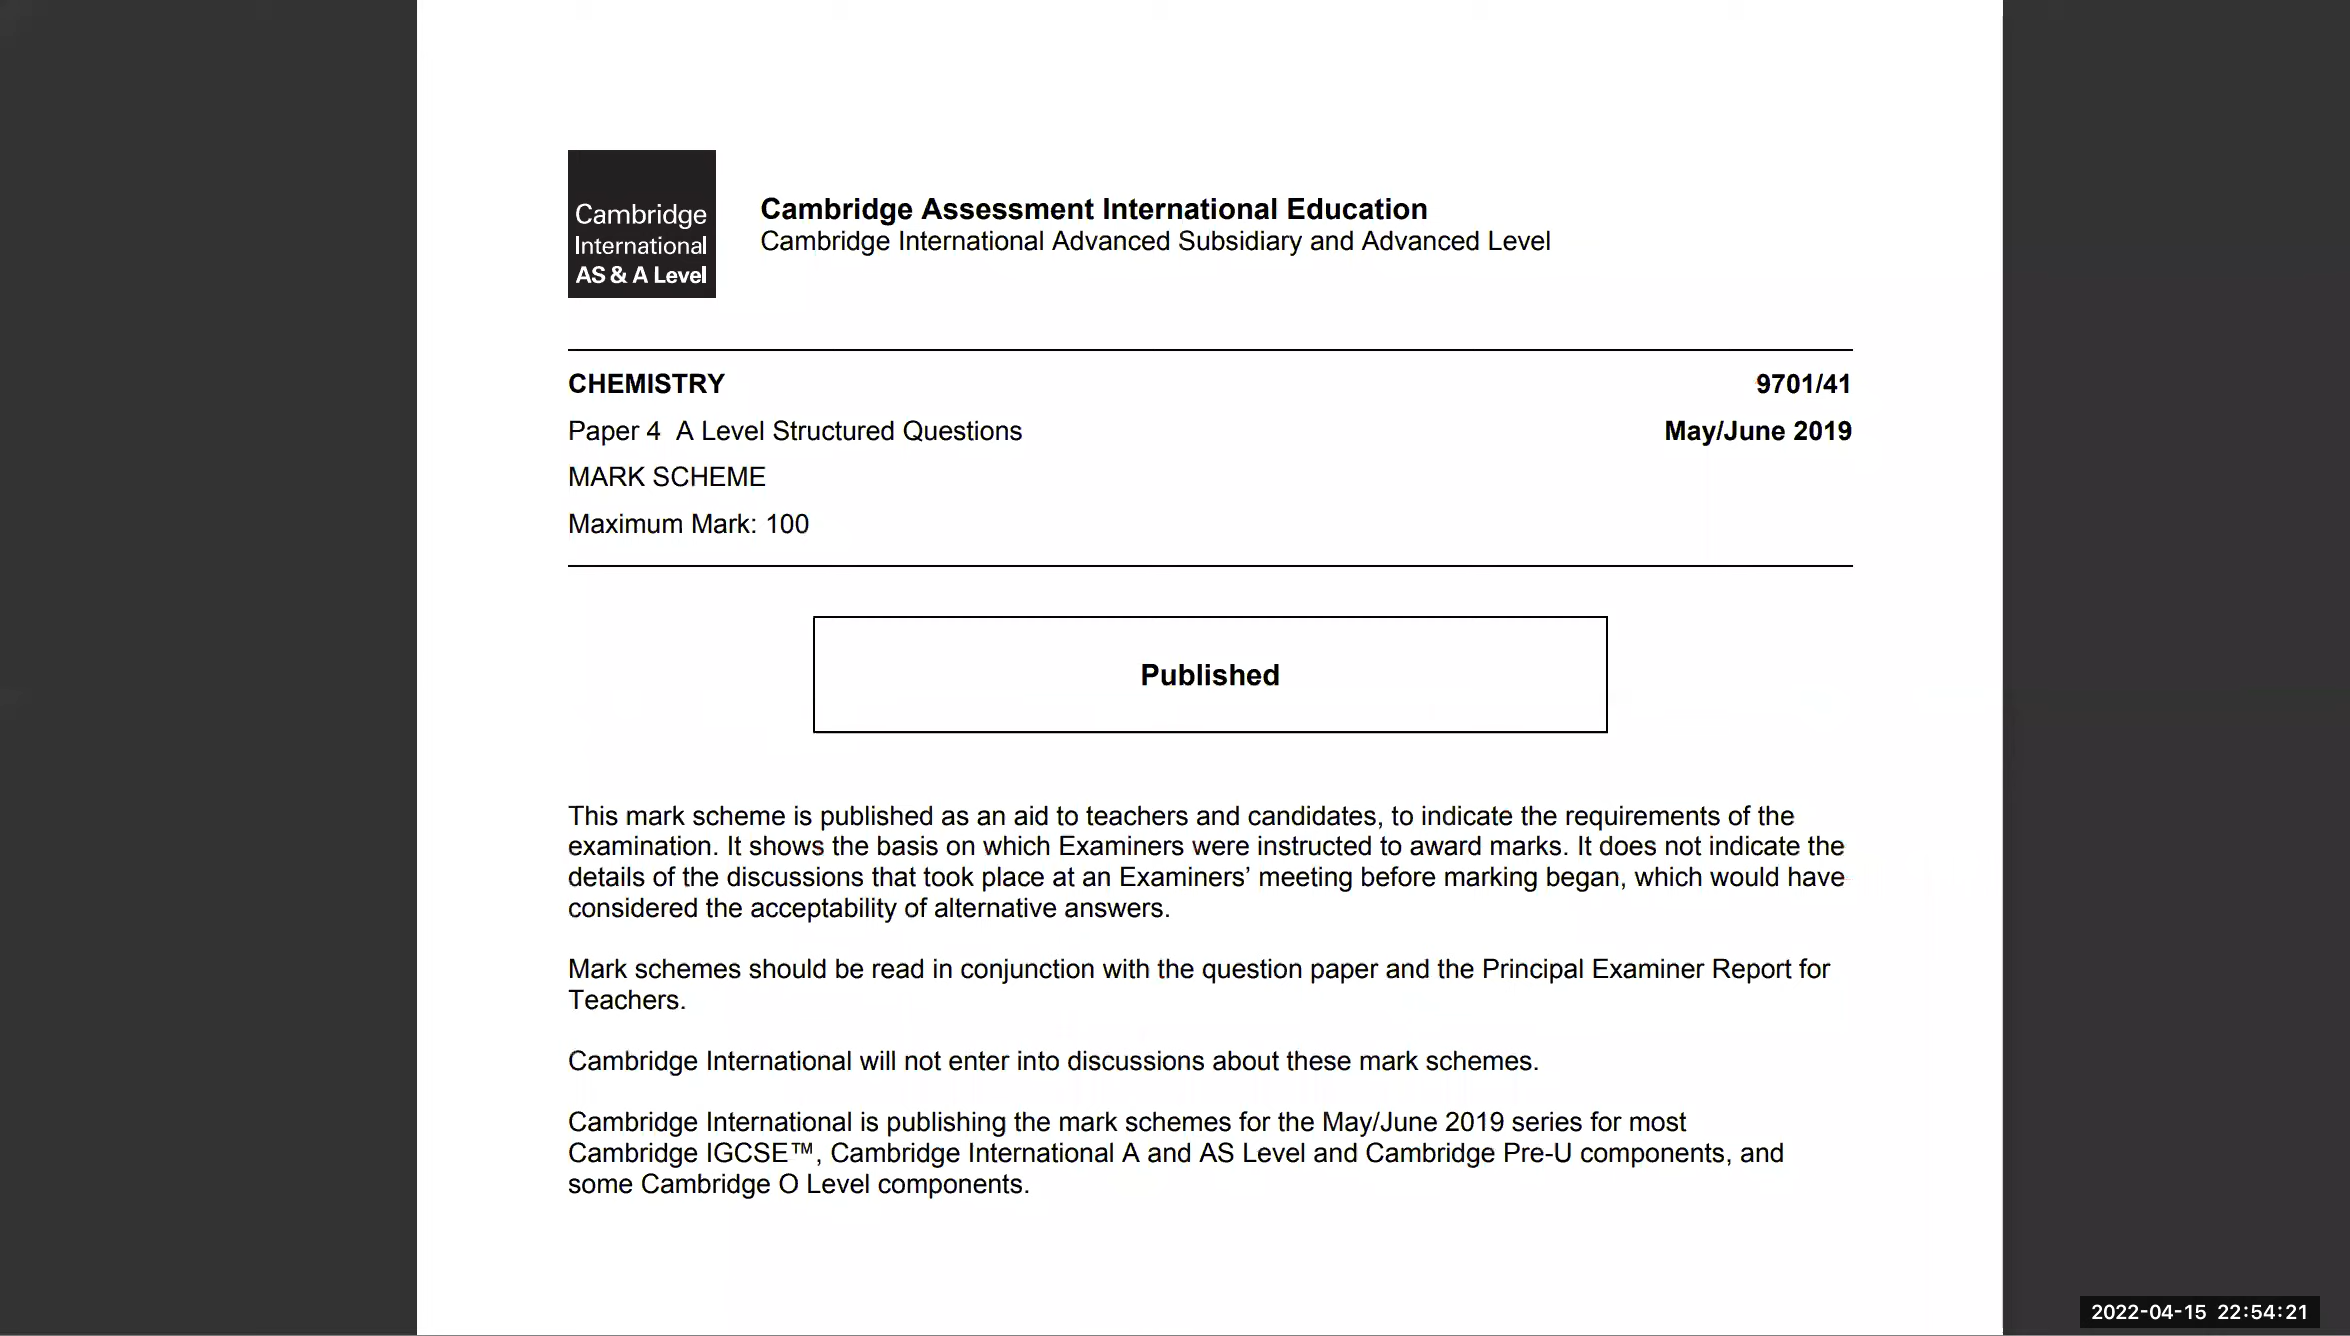 Cambridge
International
AS & A Level
Cambridge Assessment International Education
Cambridge International Advanced Subsidiary and Advanced Level
CHEMISTRY 9701/41
Paper 4 A Level Structured Questions May/June 2019
MARK SCHEME
Maximum Mark: 100
Published
This mark scheme is published as an aid to teachers and candidates, to indicate the requirements of the
examination. It shows the basis on which Examiners were instructed to award marks. It does not indicate the
details of the discussions that took place at an Examiners’ meeting before marking began, which would have
considered the acceptability of alternative answers.
Mark schemes should be read in conjunction with the question paper and the Principal Examiner Report for
Teachers.
Cambridge International will not enter into discussions about these mark schemes.
Cambridge International is publishing the mark schemes for the May/June 2019 series for most
Cambridge IGCSE™, Cambridge International A and AS Level and Cambridge Pre-U components, and
some Cambridge O Level components.
2022-04-15 22:54:21